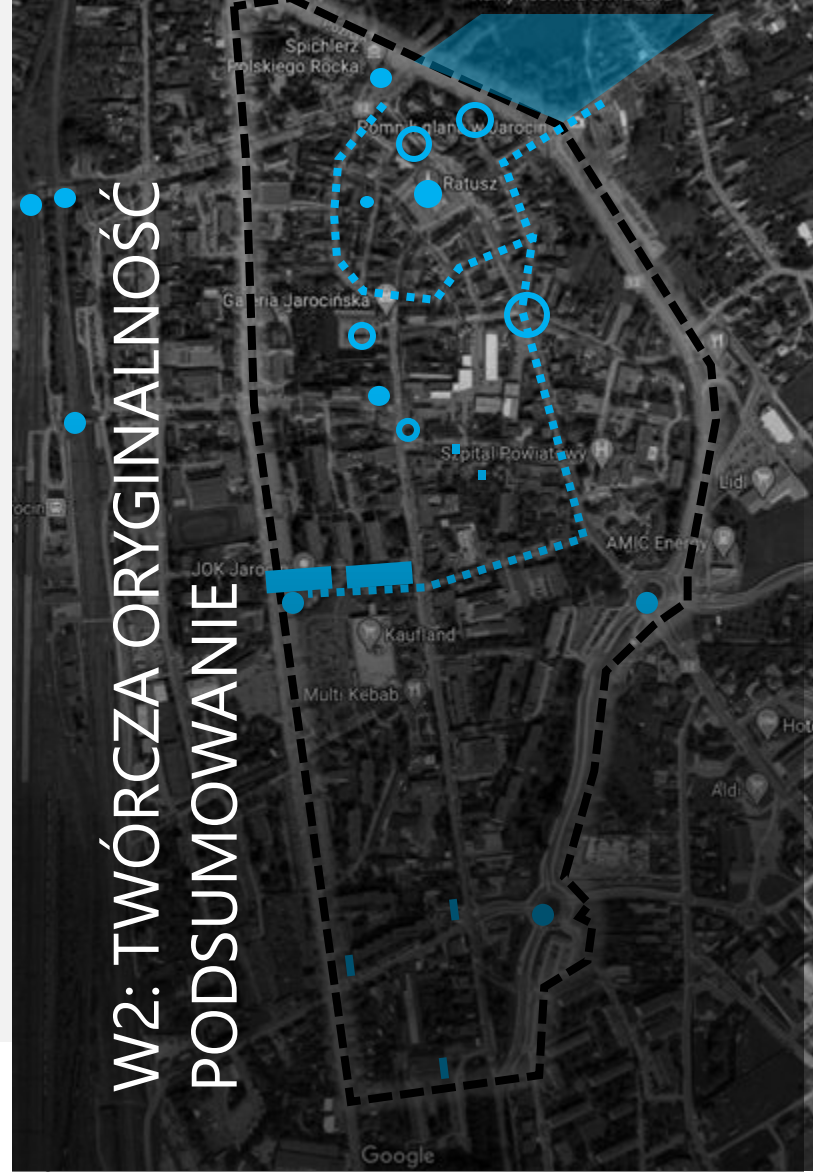 W2: TWÓRCZA ORYGINALNOŚĆ
PODSUMOWANIE
Spichlerz
Polskiego Rocka
Ratusz
Galeria Jarocińska
Szpital Powiatowy
Lidl
AMIC Energy
JOK
Kaufland
Multi Kebab
Aldi
Google